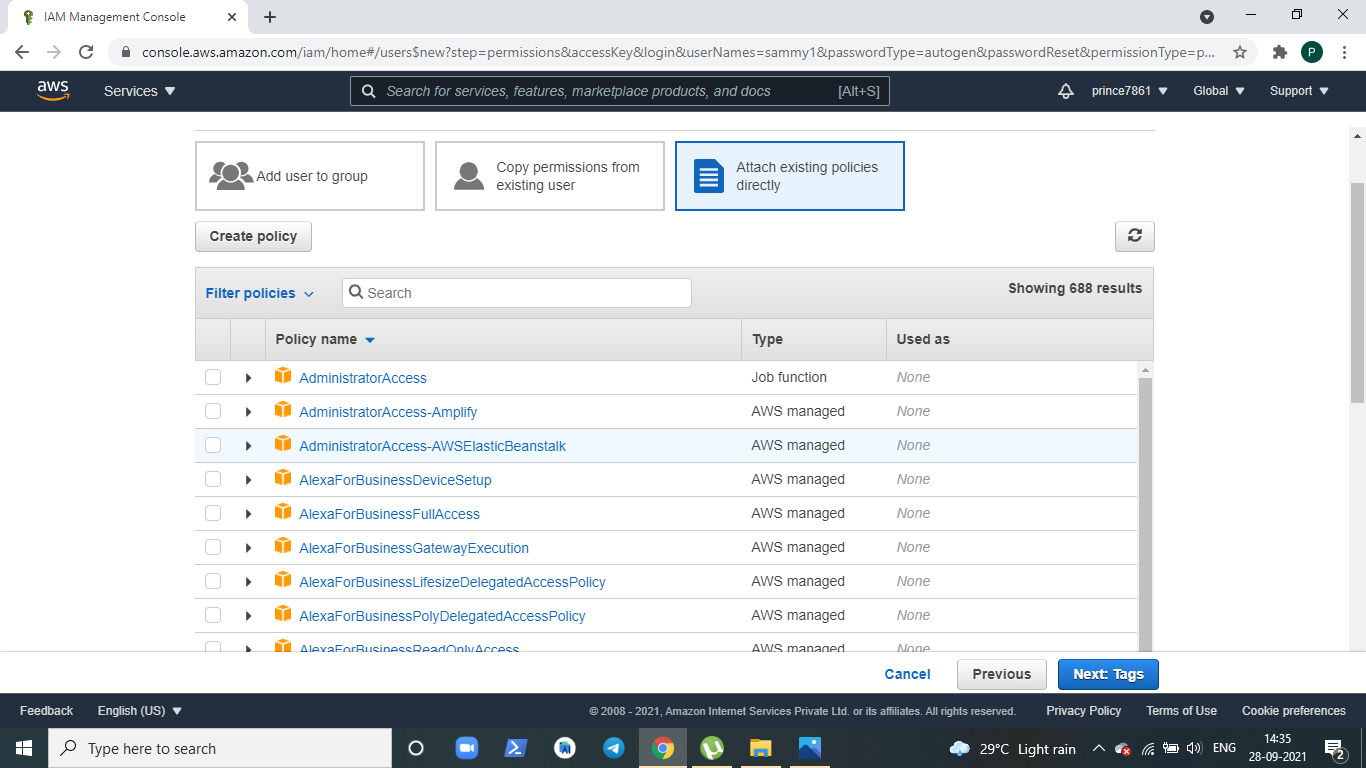 IAM Management Console
console.aws.amazon.com/iam/home#/users$new?step=permissions&accessKey&login&userNames=sammy1&passwordType=autogen&passwordReset&permissionType=p...
P
aws
Services
Search for services, features, marketplace products, and docs [Alt+S]
prince7861
Global
Support
Add user to group
Copy permissions from
existing user
Attach existing policies
directly
Create policy
Filter policies
Search
Showing 688 results
Policy name Type Used as
AdministratorAccess Job function None
AdministratorAccess-Amplify AWS managed None
AdministratorAccess-AWSElasticBeanstalk AWS managed None
AlexaForBusinessDeviceSetup AWS managed None
AlexaForBusinessFullAccess AWS managed None
AlexaForBusinessGatewayExecution AWS managed None
AlexaForBusinessLifesizeDelegatedAccessPolicy AWS managed None
AlexaForBusinessPolyDelegatedAccessPolicy AWS managed None
AlexaForBusinessReadOnlyAccess AWS managed None
Cancel Previous Next: Tags
Feedback English (US) © 2008 - 2021, Amazon Internet Services Private Ltd. or its affiliates. All rights reserved. Privacy Policy Terms of Use Cookie preferences
Type here to search
29°C Light rain
ENG
14:35
28-09-2021
2